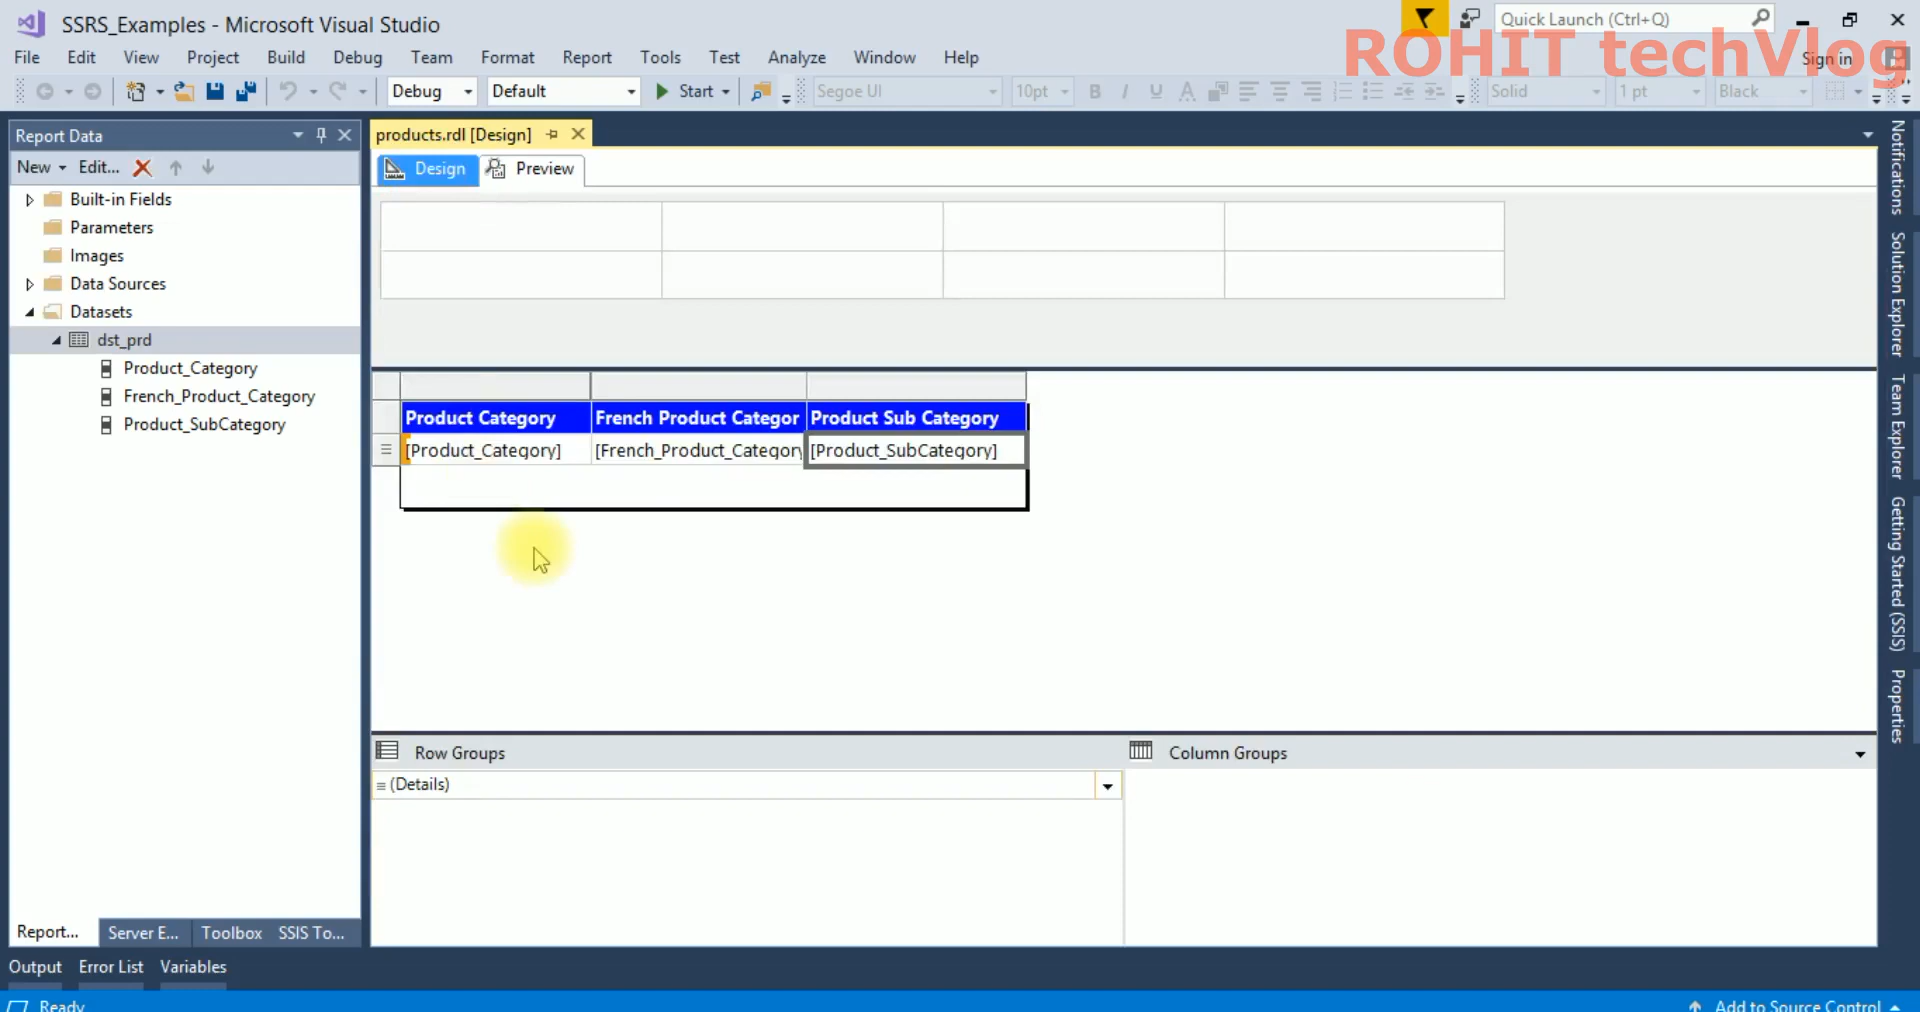 SSRS_Examples - Microsoft Visual Studio
Quick Launch (Ctrl+Q)
ROHIT techVlog
File Edit View Project Build Debug Team Format Report Tools Test Analyze Window Help
Sign in
Debug Default Start Segoe UI 10pt B I U A Solid 1 pt Black
Report Data
products.rdl [Design]
New Edit...
Design Preview
Built-in Fields
Parameters
Images
Data Sources
Datasets
dst_prd
Product_Category
French_Product_Category
Product_SubCategory
Product Category French Product Categor Product Sub Category
[Product_Category] [French_Product_Category [Product_SubCategory]
Row Groups
Column Groups
(Details)
Notifications
Solution Explorer
Team Explorer
Getting Started (SSIS)
Properties
Report... Server E... Toolbox SSIS To...
Output Error List Variables
Ready
Add to Source Control